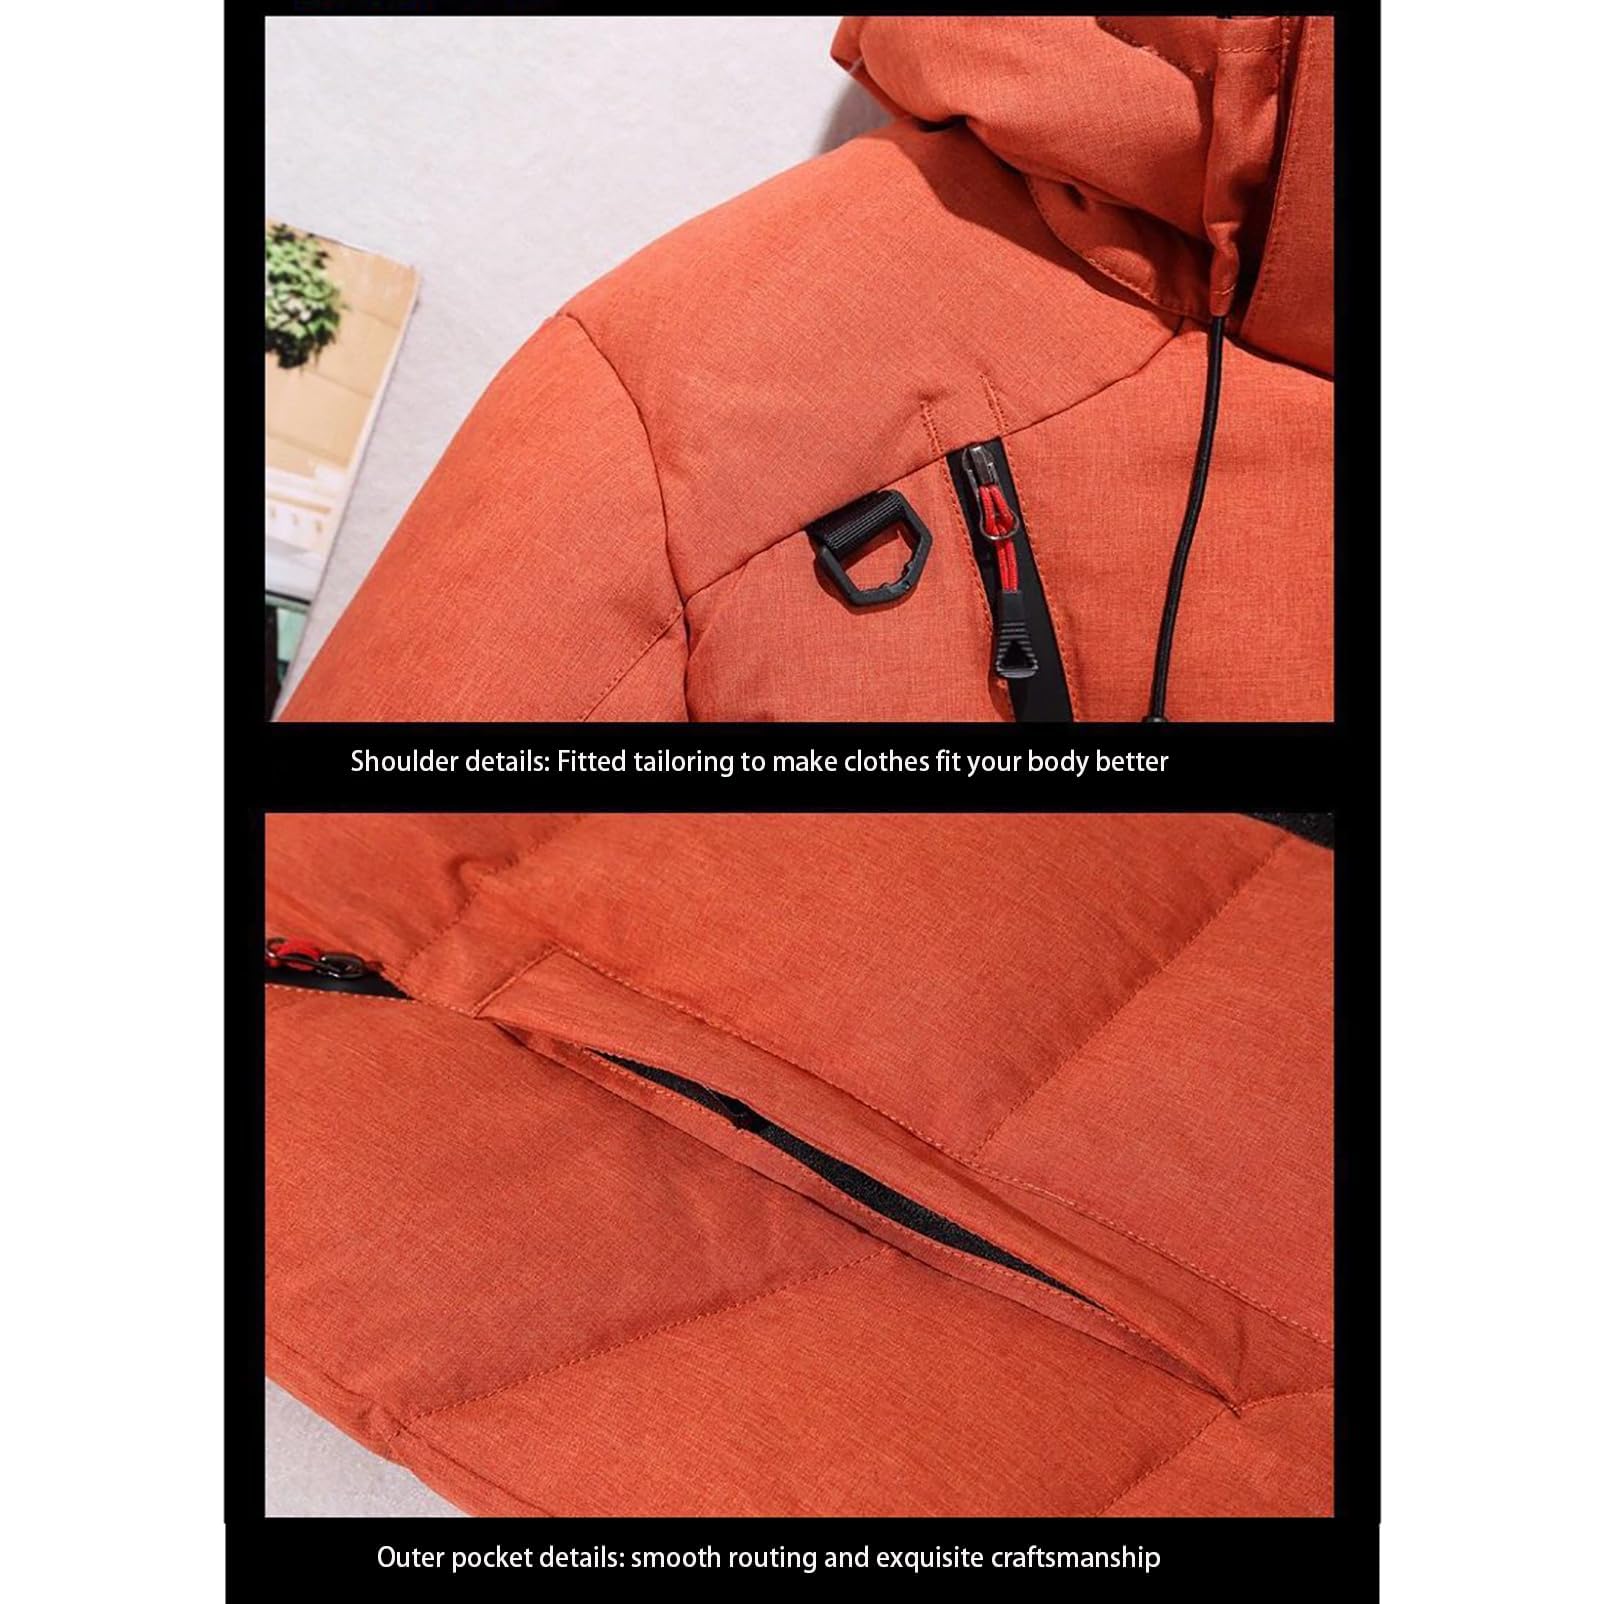 Shoulder details: Fitted tailoring to make clothes fit your body better
Outer pocket details: smooth routing and exquisite craftsmanship